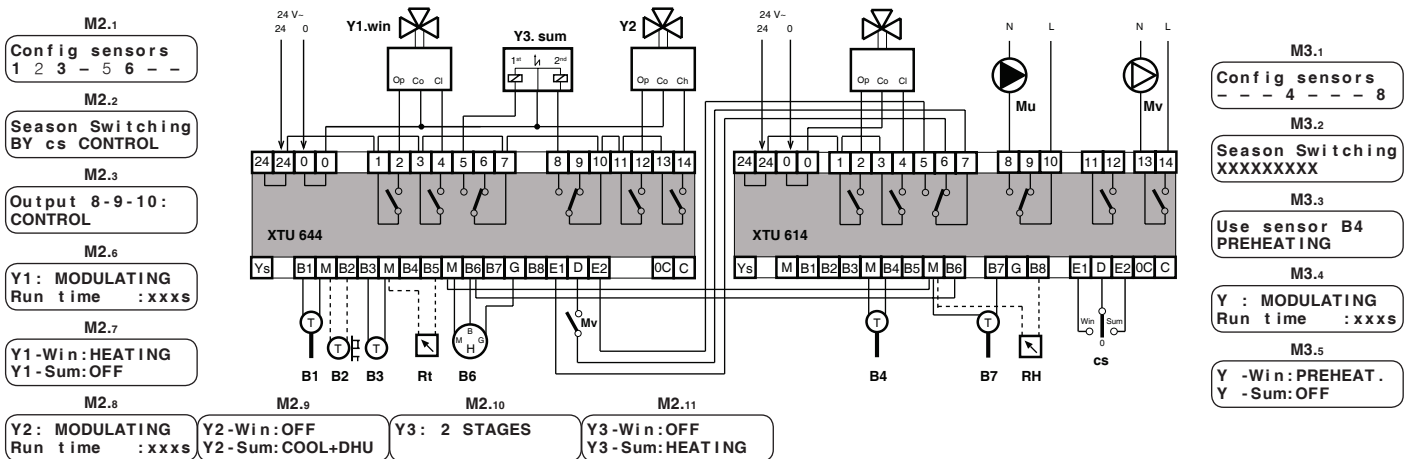 M2.1
Config sensors
1 2 3 – 5 6 – –
M2.2
Season Switching
BY cs CONTROL
M2.3
Output 8-9-10:
CONTROL
M2.6
Y1: MODULATING
Run time :xxxs
M2.7
Y1-Win:HEATING
Y1-Sum:OFF
M2.8
Y2: MODULATING
Run time :xxxs
M2.9
Y2-Win:OFF
Y2-Sum:COOL+DHU
M2.10
Y3: 2 STAGES
M2.11
Y3-Win:OFF
Y3-Sum:HEATING
24 V~
24 0
Y1.win
Op Co Cl
Y3. sum
1st 2nd
Y2
Op Co Ch
24 24 0 0 1 2 3 4 5 6 7 8 9 10 11 12 13 14
XTU 644
Ys B1 M B2 B3 M B4 B5 M B6 B7 G B8 E1 D E2 0C C
T T T M B G H Mv
B1 B2 B3 Rt B6
24 V~
24 0
Op Co Cl
N L
Mu
N L
Mv
24 24 0 0 1 2 3 4 5 6 7 8 9 10 11 12 13 14
XTU 614
Ys M B1 B2 B3 M B4 B5 M B6 B7 G B8 E1 D E2 0C C
T T Win Sum 0
B4 B7 RH cs
M3.1
Config sensors
– – – 4 – – – 8
M3.2
Season Switching
XXXXXXXXX
M3.3
Use sensor B4
PREHEATING
M3.4
Y : MODULATING
Run time :xxxs
M3.5
Y -Win:PREHEAT.
Y -Sum:OFF